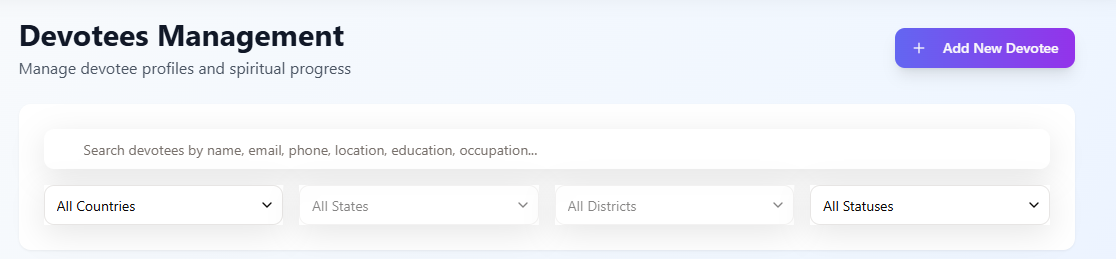 Devotees Management
Manage devotee profiles and spiritual progress
+ Add New Devotee
Search devotees by name, email, phone, location, education, occupation...
All Countries
All States
All Districts
All Statuses